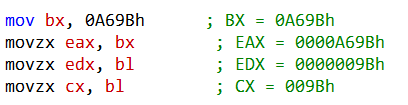 mov bx, 0A69Bh ; BX = 0A69Bh
movzx eax, bx ; EAX = 0000A69Bh
movzx edx, bl ; EDX = 0000009Bh
movzx cx, bl ; CX = 009Bh